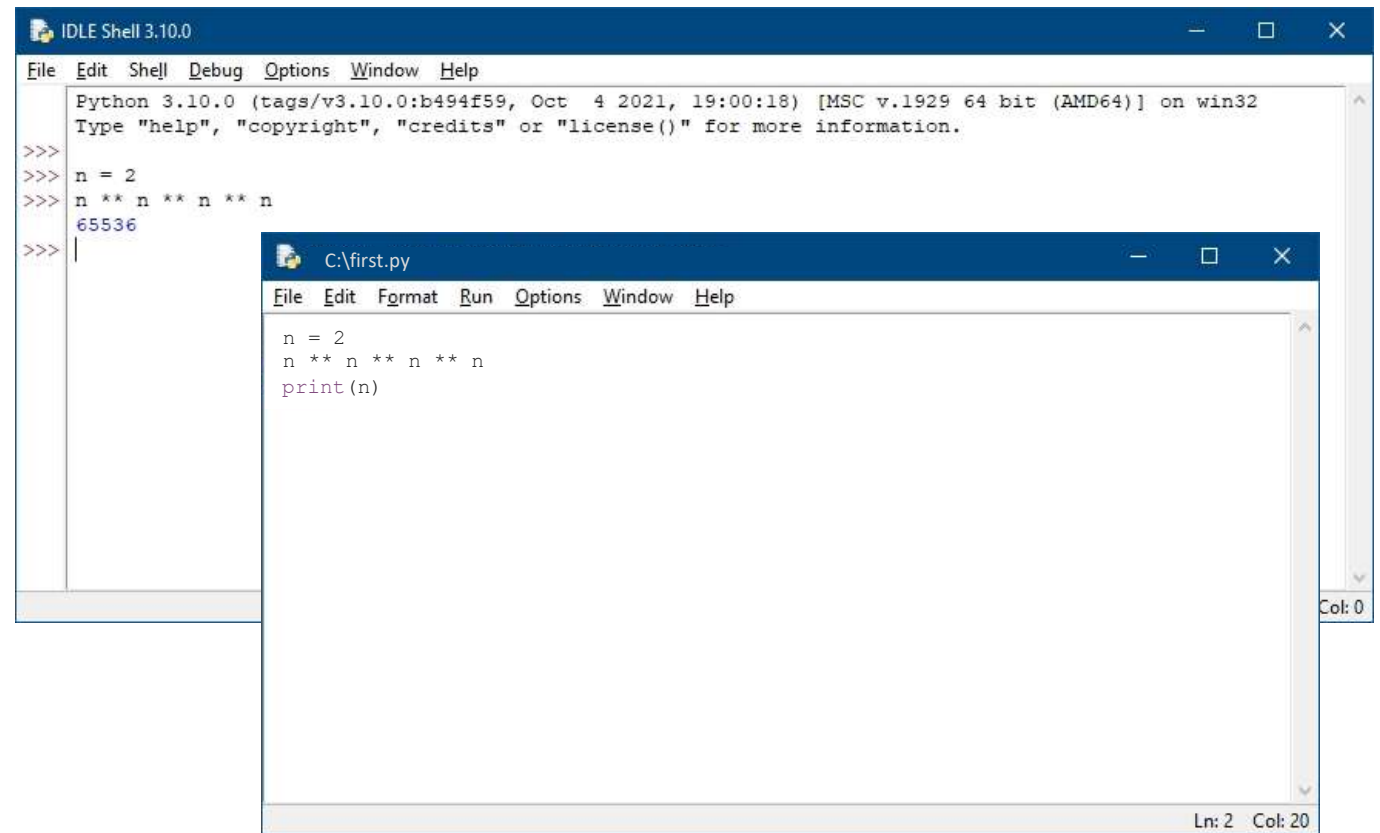 IDLE Shell 3.10.0
File Edit Shell Debug Options Window Help
Python 3.10.0 (tags/v3.10.0:b494f59, Oct  4 2021, 19:00:18) [MSC v.1929 64 bit (AMD64)] on win32
Type "help", "copyright", "credits" or "license()" for more information.
>>>
>>> n = 2
>>> n ** n ** n ** n
65536
>>>
Col: 0
C:\first.py
File Edit Format Run Options Window Help
n = 2
n ** n ** n ** n
print(n)
Ln: 2 Col: 20